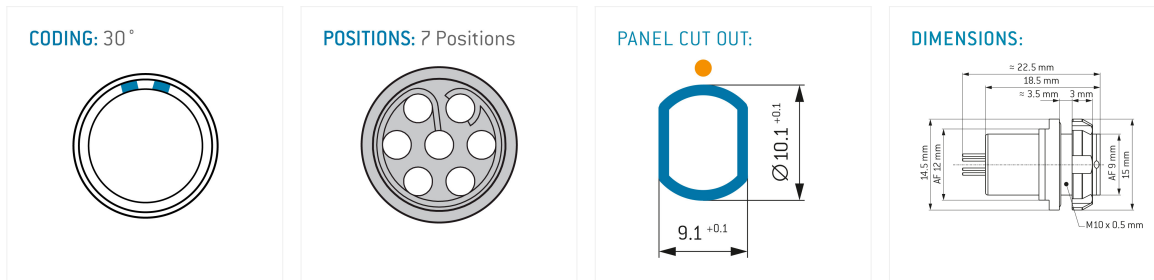 CODING: 30°
POSITIONS: 7 Positions
PANEL CUT OUT:
Ø10.1 +0.1
9.1 +0.1
DIMENSIONS:
≈ 22.5 mm
18.5 mm
≈ 3.5 mm
3 mm
14.5 mm
AF 12 mm
AF 9 mm
15 mm
M10 x 0.5 mm